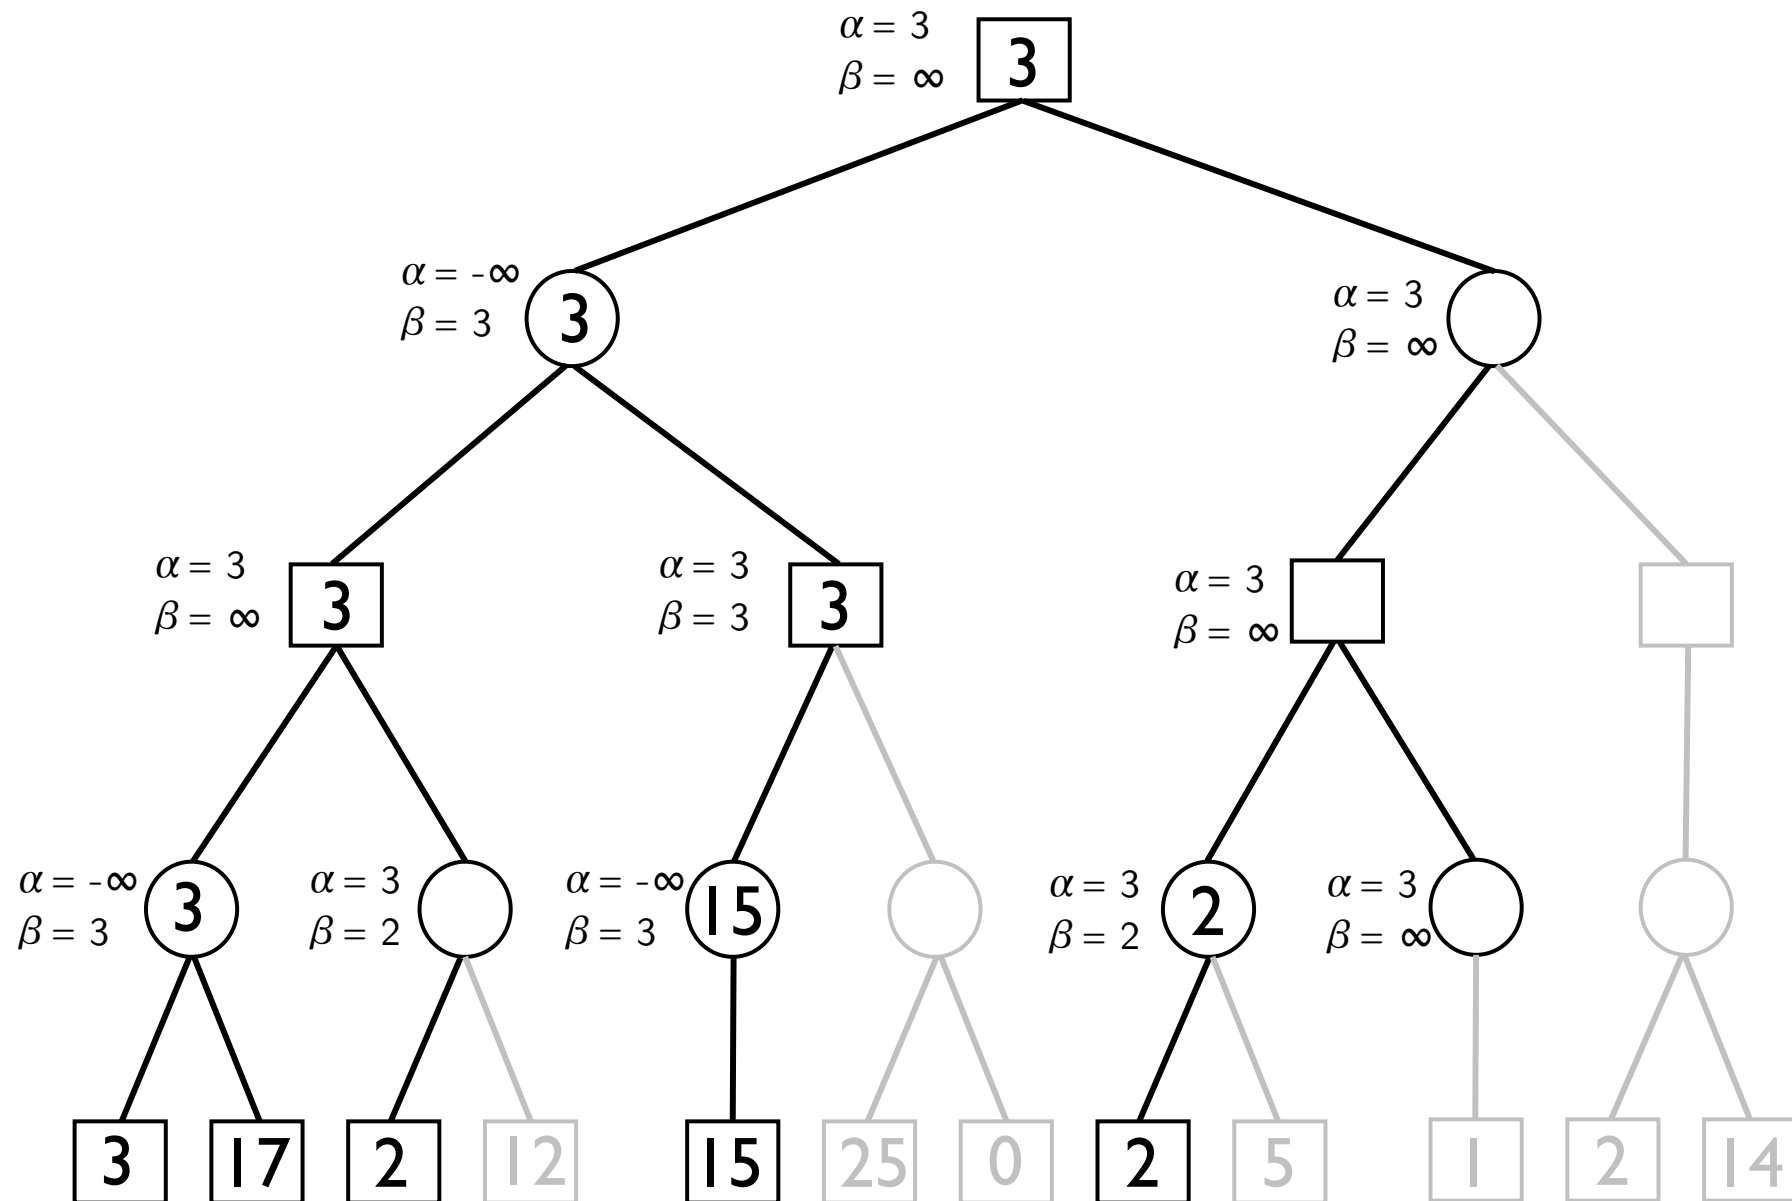 α = 3
β = ∞
3
α = -∞
β = 3
3
α = 3
β = ∞
α = 3
β = ∞
3
α = 3
β = 3
3
α = 3
β = ∞
α = -∞
β = 3
3
α = 3
β = 2
α = -∞
β = 3
15
α = 3
β = 2
2
α = 3
β = ∞
3 17 2 12 15 25 0 2 5 1 2 14